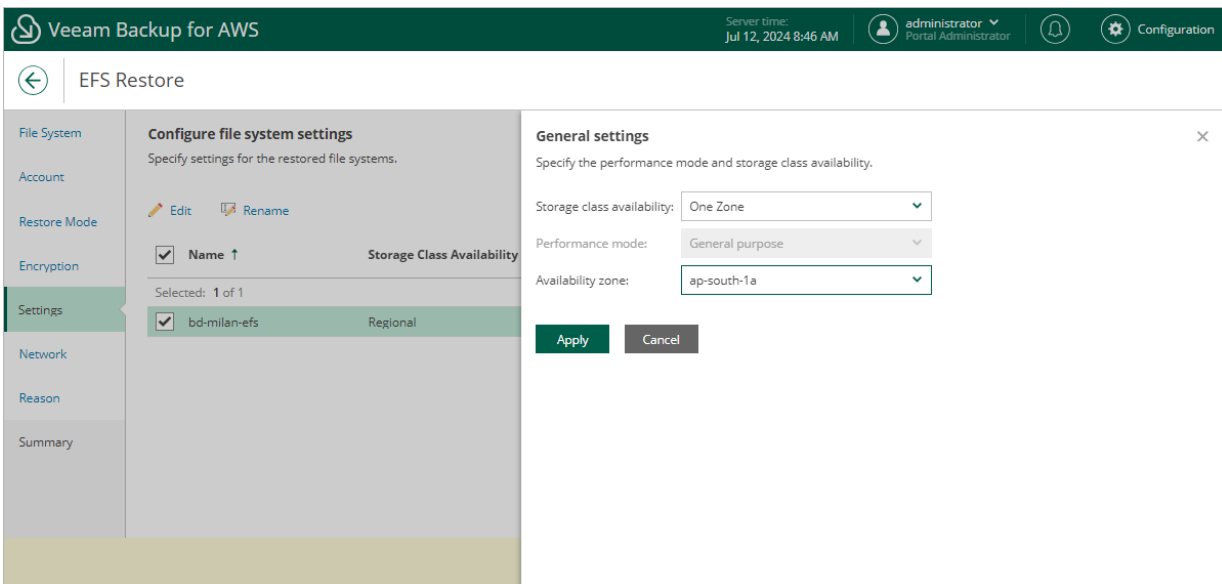 Veeam Backup for AWS
Server time:
Jul 12, 2024 8:46 AM
administrator
Portal Administrator
Configuration
EFS Restore
File System
Account
Restore Mode
Encryption
Settings
Network
Reason
Summary
Configure file system settings
Specify settings for the restored file systems.
Edit Rename
Name ↑ Storage Class Availability
Selected: 1 of 1
bd-milan-efs Regional
General settings
Specify the performance mode and storage class availability.
Storage class availability: One Zone
Performance mode: General purpose
Availability zone: ap-south-1a
Apply Cancel